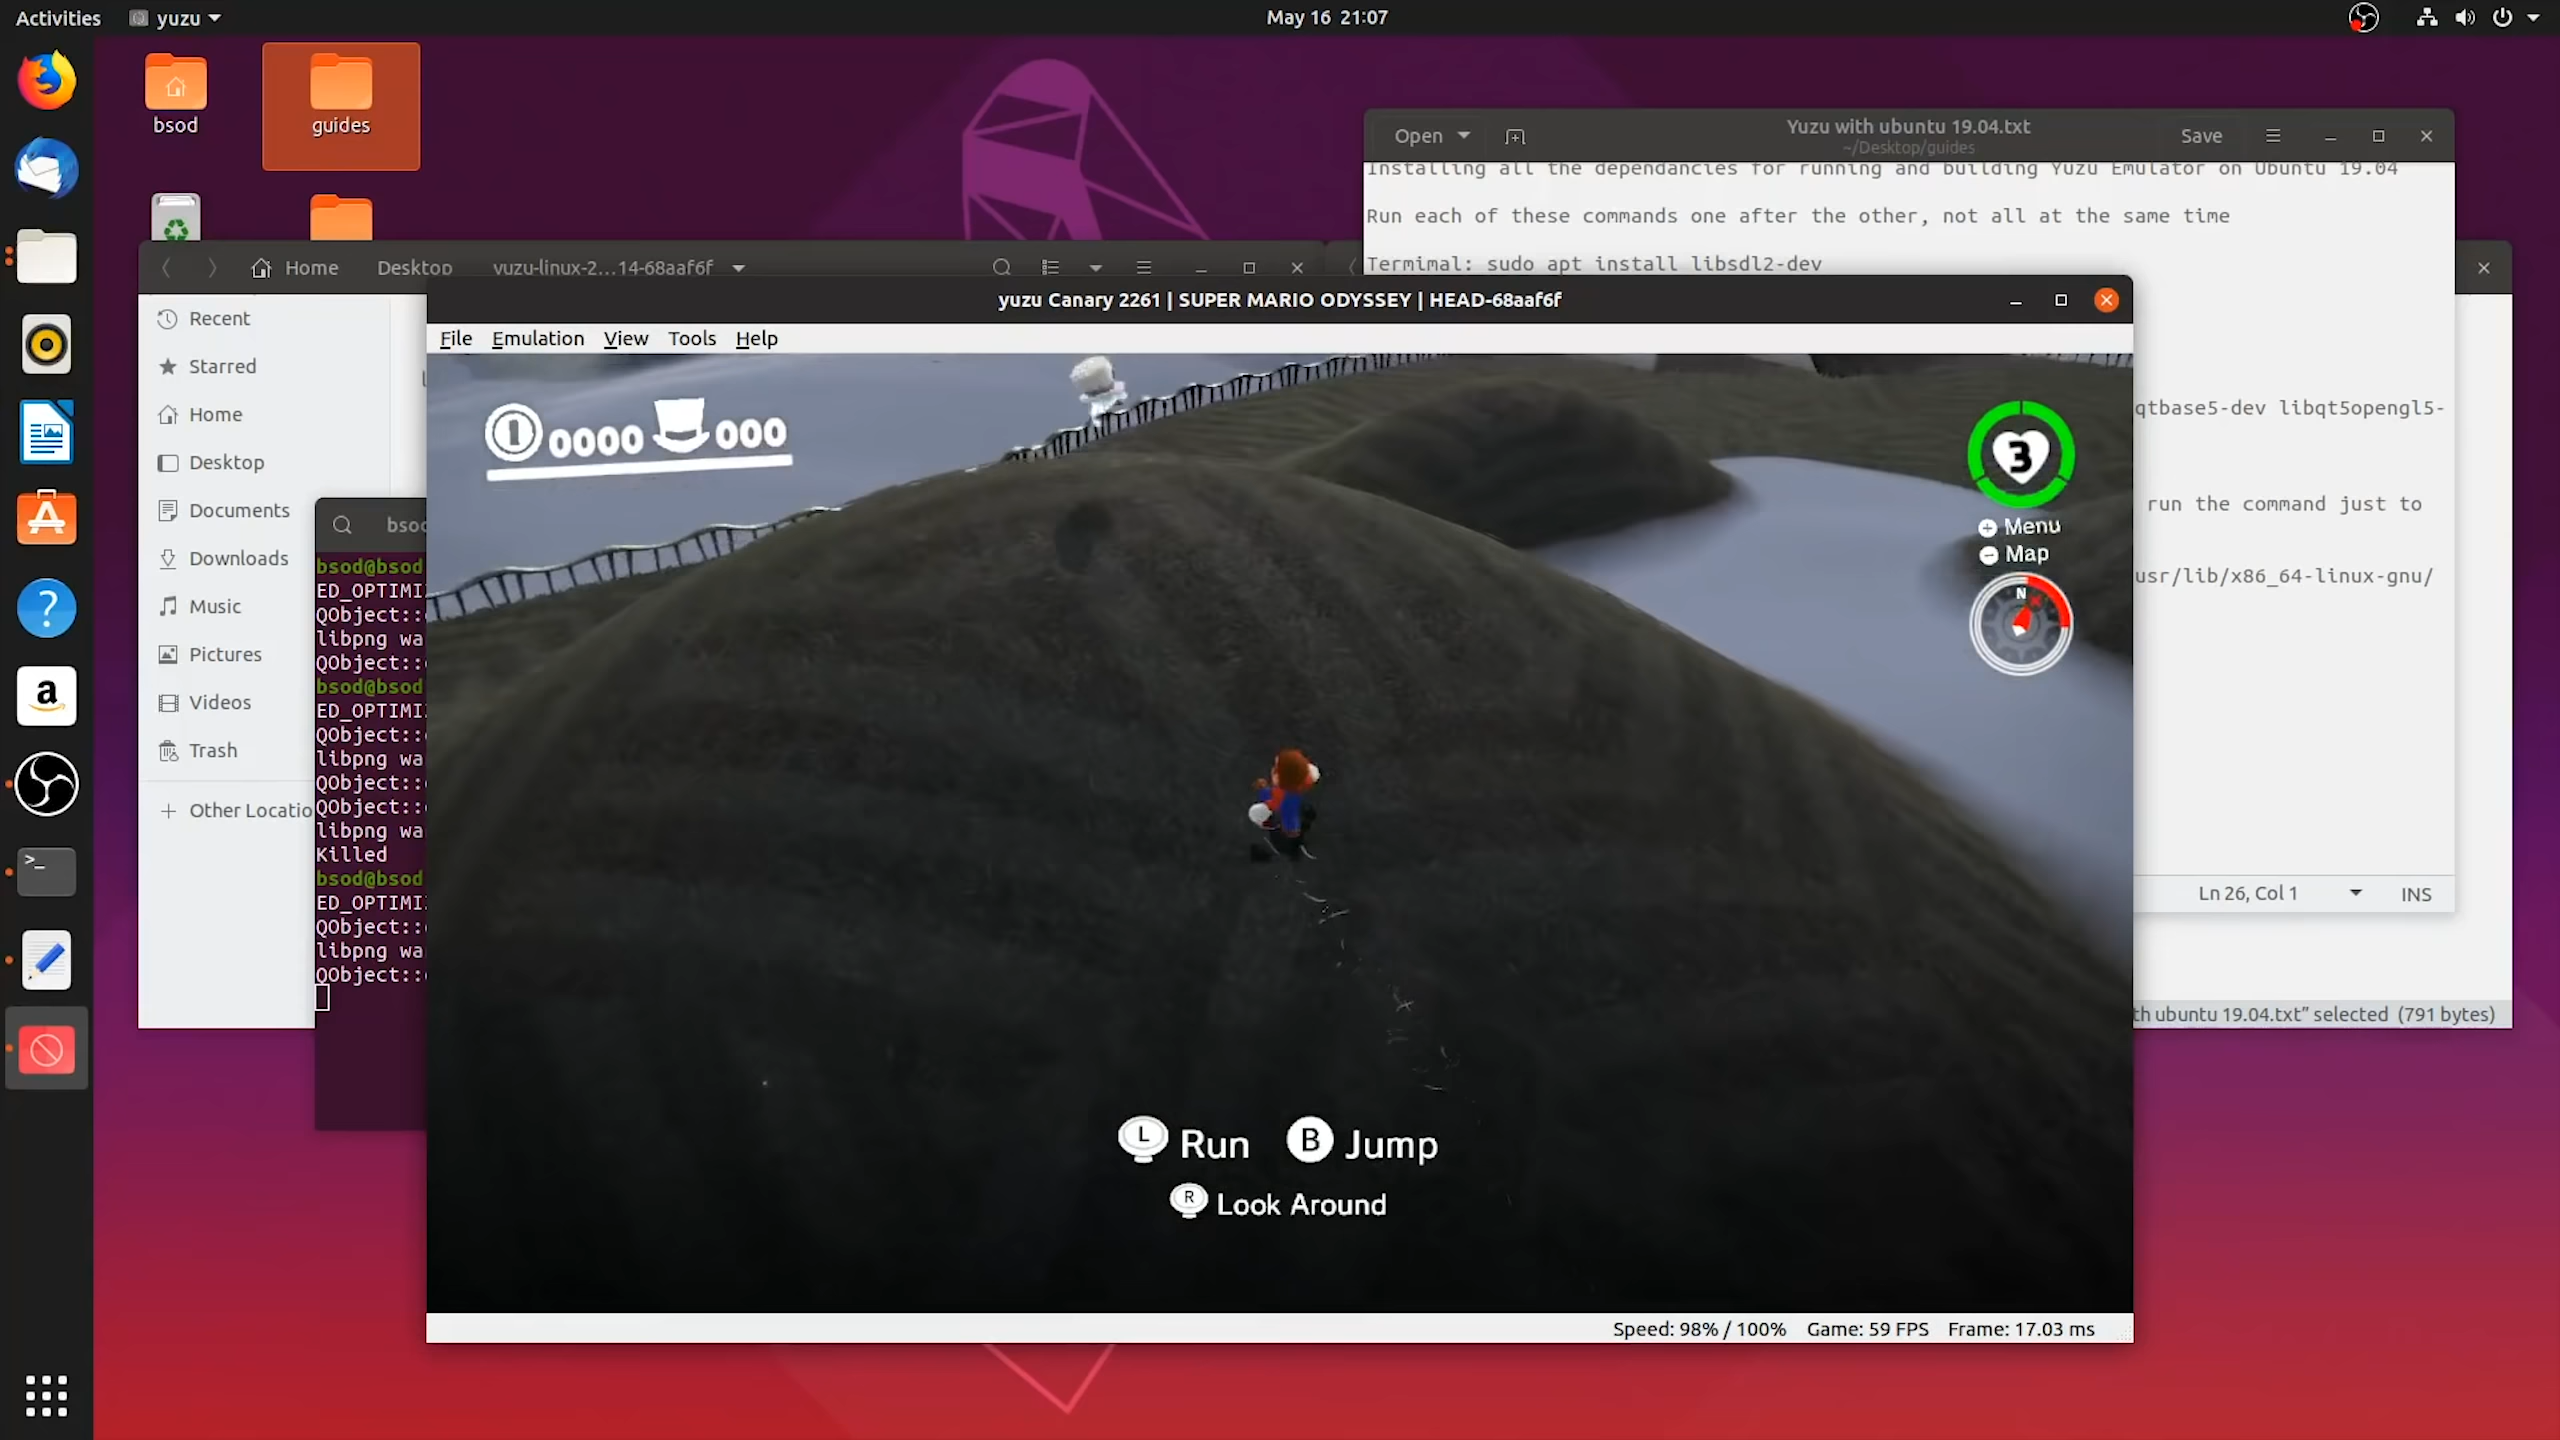 Activities
yuzu
May 16 21:07
bsod
guides
Open
Yuzu with ubuntu 19.04.txt
~/Desktop/guides
Save
Installing all the dependancies for running and building Yuzu Emulator on Ubuntu 19.04
Run each of these commands one after the other, not all at the same time
Termimal: sudo apt install libsdl2-dev
Home
Desktop
yuzu-linux-2...14-68aaf6f
yuzu Canary 2261 | SUPER MARIO ODYSSEY | HEAD-68aaf6f
File
Emulation
View
Tools
Help
Recent
Starred
Home
Desktop
Documents
Downloads
Music
Pictures
Videos
Trash
+ Other Locatio
qtbase5-dev libqt5opengl5-
run the command just to
usr/lib/x86_64-linux-gnu/
Ln 26, Col 1
INS
th ubuntu 19.04.txt” selected (791 bytes)
bsod
bsod@bsod
ED_OPTIMI
QObject::
libpng wa
QObject::
bsod@bsod
ED_OPTIMI
QObject::
libpng wa
QObject::
QObject::
libpng wa
Killed
bsod@bsod
ED_OPTIMI
QObject::
libpng wa
QObject::
0000
000
3
Menu
Map
N
L Run B Jump
R Look Around
Speed: 98% / 100% Game: 59 FPS Frame: 17.03 ms